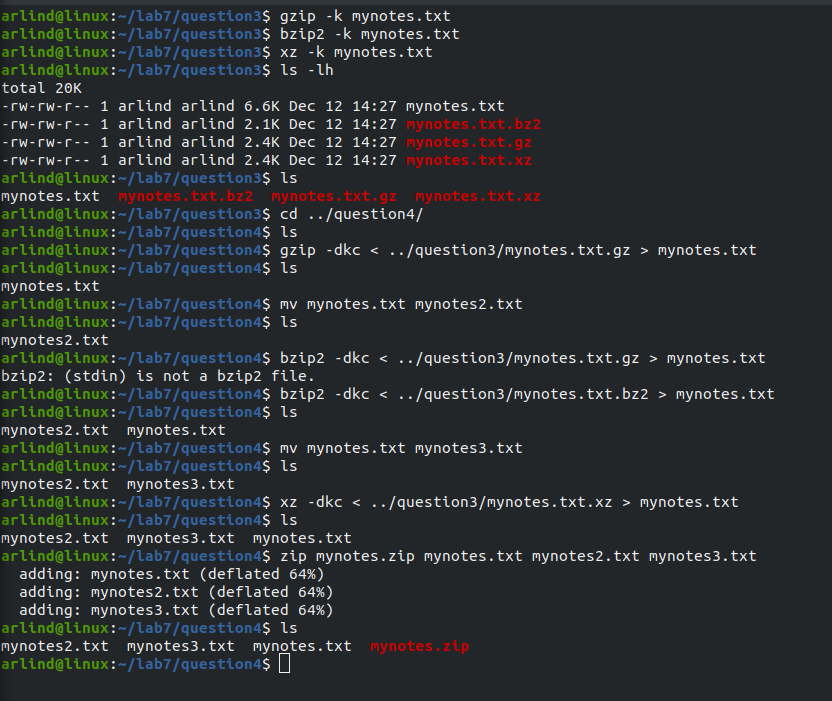 arlind@linux:~/lab7/question3$ gzip -k mynotes.txt
arlind@linux:~/lab7/question3$ bzip2 -k mynotes.txt
arlind@linux:~/lab7/question3$ xz -k mynotes.txt
arlind@linux:~/lab7/question3$ ls -lh
total 20K
-rw-rw-r-- 1 arlind arlind 6.6K Dec 12 14:27 mynotes.txt
-rw-rw-r-- 1 arlind arlind 2.1K Dec 12 14:27 mynotes.txt.bz2
-rw-rw-r-- 1 arlind arlind 2.4K Dec 12 14:27 mynotes.txt.gz
-rw-rw-r-- 1 arlind arlind 2.4K Dec 12 14:27 mynotes.txt.xz
arlind@linux:~/lab7/question3$ ls
mynotes.txt  mynotes.txt.bz2  mynotes.txt.gz  mynotes.txt.xz
arlind@linux:~/lab7/question3$ cd ../question4/
arlind@linux:~/lab7/question4$ ls
arlind@linux:~/lab7/question4$ gzip -dkc < ../question3/mynotes.txt.gz > mynotes.txt
arlind@linux:~/lab7/question4$ ls
mynotes.txt
arlind@linux:~/lab7/question4$ mv mynotes.txt mynotes2.txt
arlind@linux:~/lab7/question4$ ls
mynotes2.txt
arlind@linux:~/lab7/question4$ bzip2 -dkc < ../question3/mynotes.txt.gz > mynotes.txt
bzip2: (stdin) is not a bzip2 file.
arlind@linux:~/lab7/question4$ bzip2 -dkc < ../question3/mynotes.txt.bz2 > mynotes.txt
arlind@linux:~/lab7/question4$ ls
mynotes2.txt  mynotes.txt
arlind@linux:~/lab7/question4$ mv mynotes.txt mynotes3.txt
arlind@linux:~/lab7/question4$ ls
mynotes2.txt  mynotes3.txt
arlind@linux:~/lab7/question4$ xz -dkc < ../question3/mynotes.txt.xz > mynotes.txt
arlind@linux:~/lab7/question4$ ls
mynotes2.txt  mynotes3.txt  mynotes.txt
arlind@linux:~/lab7/question4$ zip mynotes.zip mynotes.txt mynotes2.txt mynotes3.txt
  adding: mynotes.txt (deflated 64%)
  adding: mynotes2.txt (deflated 64%)
  adding: mynotes3.txt (deflated 64%)
arlind@linux:~/lab7/question4$ ls
mynotes2.txt  mynotes3.txt  mynotes.txt  mynotes.zip
arlind@linux:~/lab7/question4$